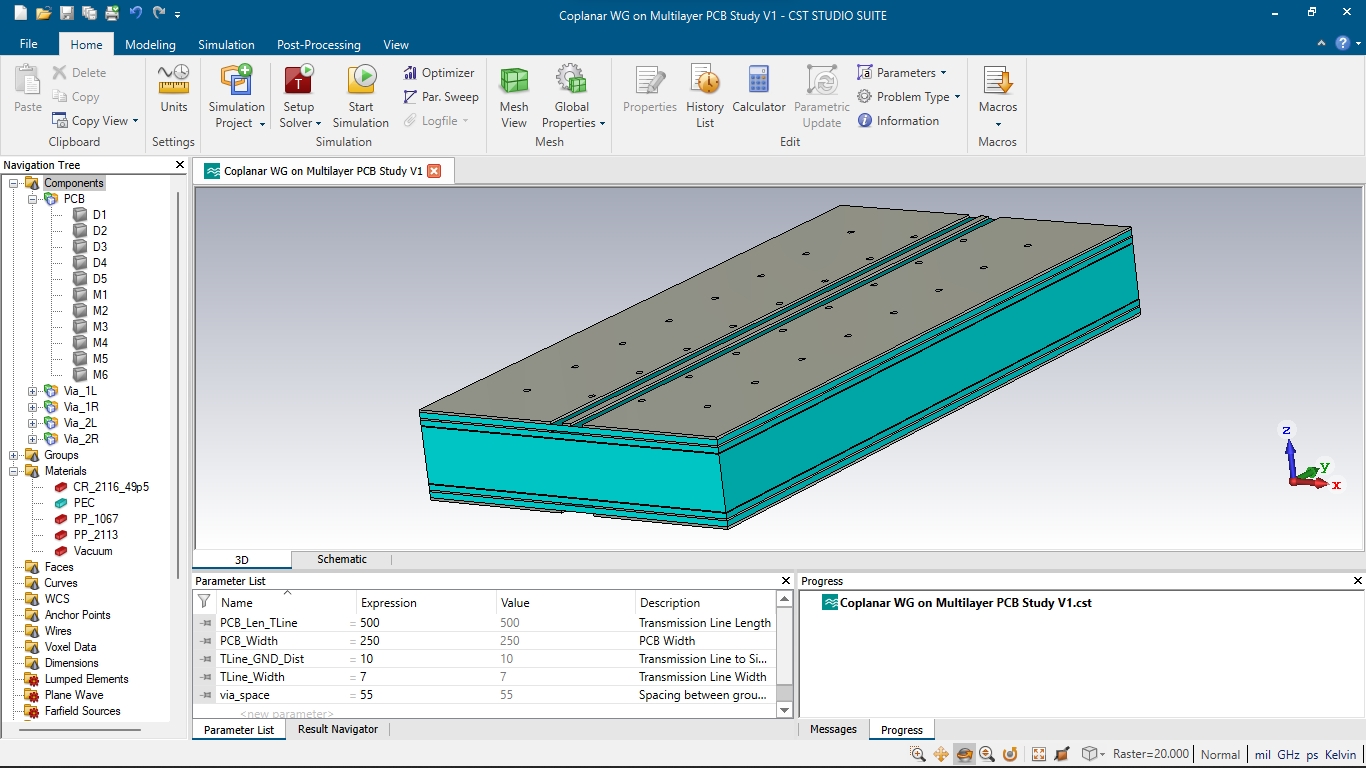 Coplanar WG on Multilayer PCB Study V1 - CST STUDIO SUITE
File Home Modeling Simulation Post-Processing View
Paste
Delete
Copy
Copy View
Clipboard
Units
Settings
Simulation Project
Setup Solver
Start Simulation
Optimizer
Par. Sweep
Logfile
Simulation
Mesh View
Global Properties
Mesh
Properties
History List
Calculator
Parametric Update
Parameters
Problem Type
Information
Edit
Macros
Macros
Navigation Tree
Components
PCB
D1
D2
D3
D4
D5
M1
M2
M3
M4
M5
M6
Via_1L
Via_1R
Via_2L
Via_2R
Groups
Materials
CR_2116_49p5
PEC
PP_1067
PP_2113
Vacuum
Faces
Curves
WCS
Anchor Points
Wires
Voxel Data
Dimensions
Lumped Elements
Plane Wave
Farfield Sources
Coplanar WG on Multilayer PCB Study V1
z
y
x
3D Schematic
Parameter List
Name Expression Value Description
PCB_Len_TLine = 500 500 Transmission Line Length
PCB_Width = 250 250 PCB Width
TLine_GND_Dist = 10 10 Transmission Line to Si...
TLine_Width = 7 7 Transmission Line Width
via_space = 55 55 Spacing between grou...
<new parameter>
Parameter List Result Navigator
Progress
Coplanar WG on Multilayer PCB Study V1.cst
Messages Progress
Raster=20.000 Normal mil GHz ps Kelvin